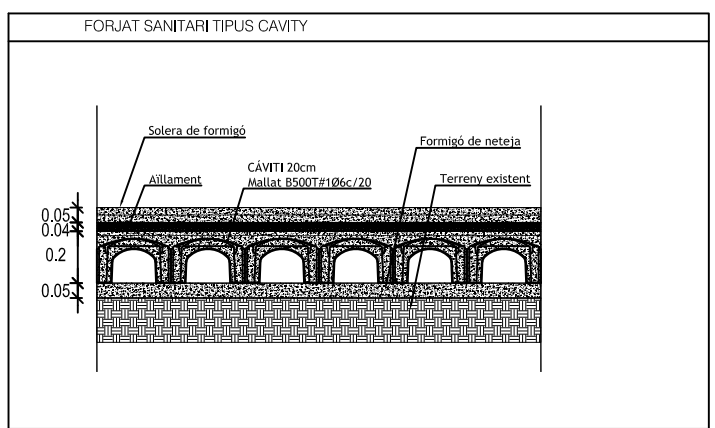 FORJAT SANITARI TIPUS CAVITY
Solera de formigó
Formigó de neteja
CÁVITI 20cm
Aïllament
Mallat B500T#1Ø6c/20
Terreny existent
0.05
0.04
0.2
0.05